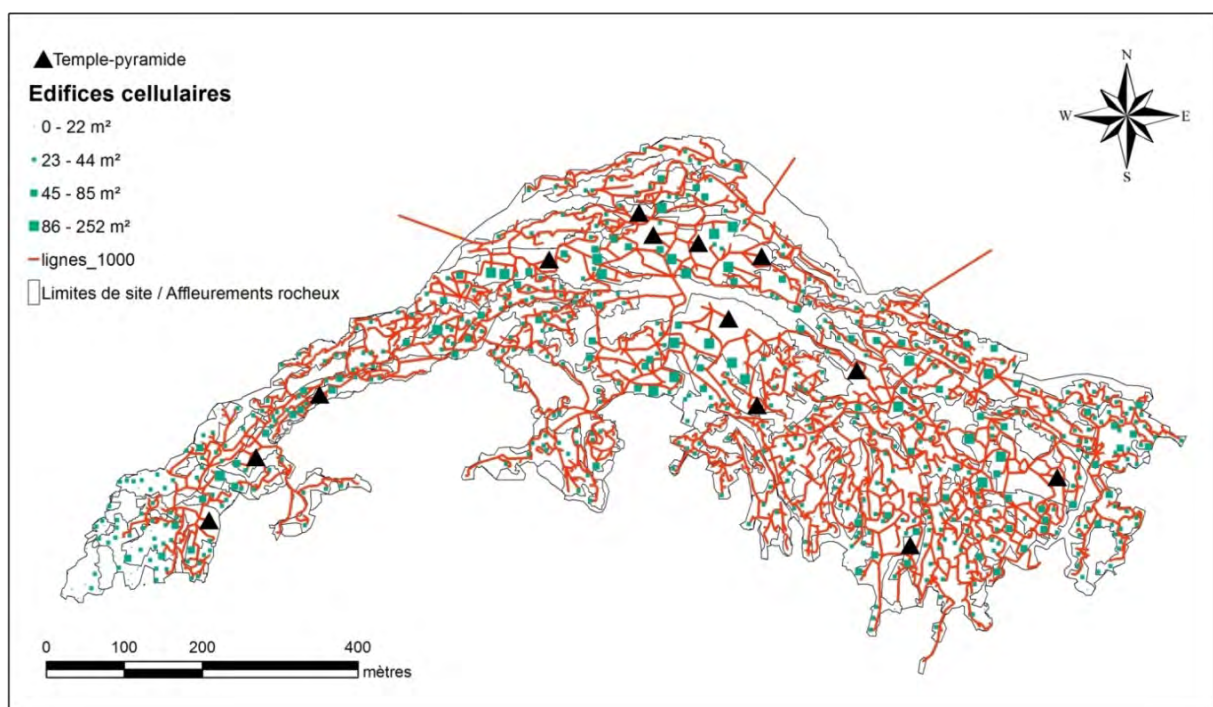 Temple-pyramide
Edifices cellulaires
0 - 22 m²
23 - 44 m²
45 - 85 m²
86 - 252 m²
lignes_1000
Limites de site / Affleurements rocheux
N
W E
S
0 100 200 400
mètres